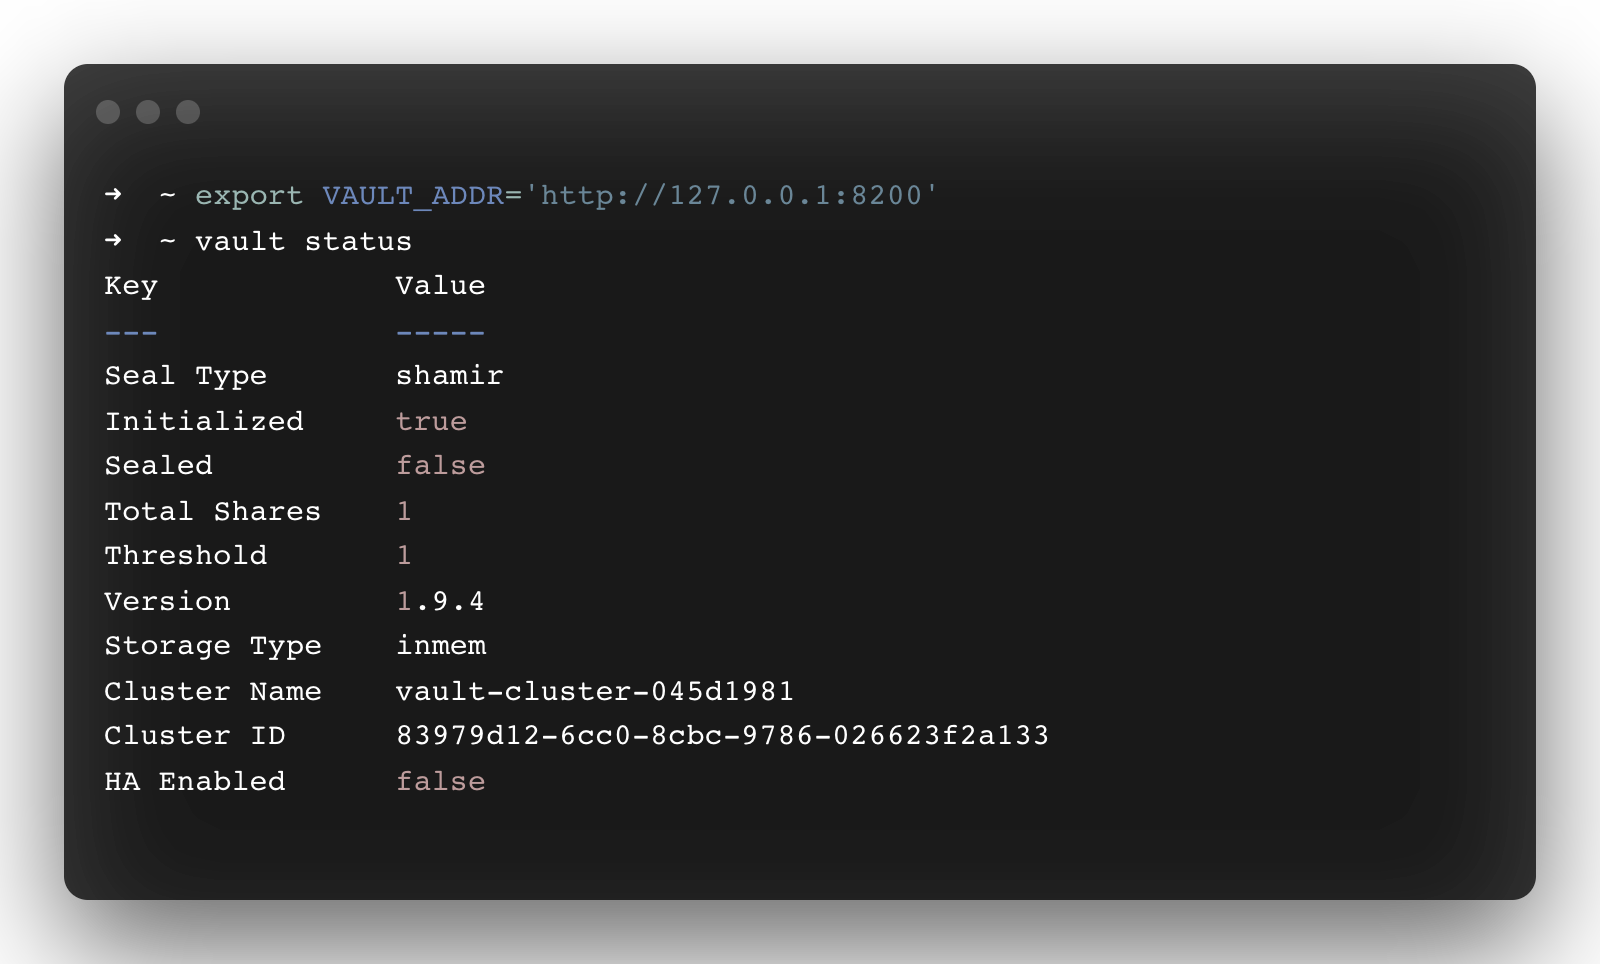 ➜  ~ export VAULT_ADDR='http://127.0.0.1:8200'
➜  ~ vault status
Key             Value
---             -----
Seal Type       shamir
Initialized     true
Sealed          false
Total Shares    1
Threshold       1
Version         1.9.4
Storage Type    inmem
Cluster Name    vault-cluster-045d1981
Cluster ID      83979d12-6cc0-8cbc-9786-026623f2a133
HA Enabled      false